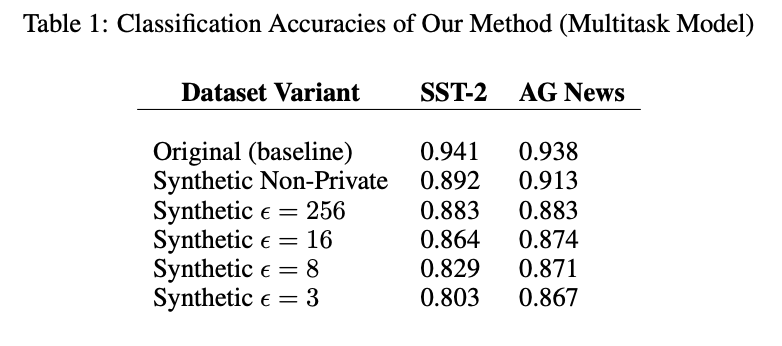 Table 1: Classification Accuracies of Our Method (Multitask Model)
Dataset Variant SST-2 AG News
Original (baseline) 0.941 0.938
Synthetic Non-Private 0.892 0.913
Synthetic ϵ = 256 0.883 0.883
Synthetic ϵ = 16 0.864 0.874
Synthetic ϵ = 8 0.829 0.871
Synthetic ϵ = 3 0.803 0.867